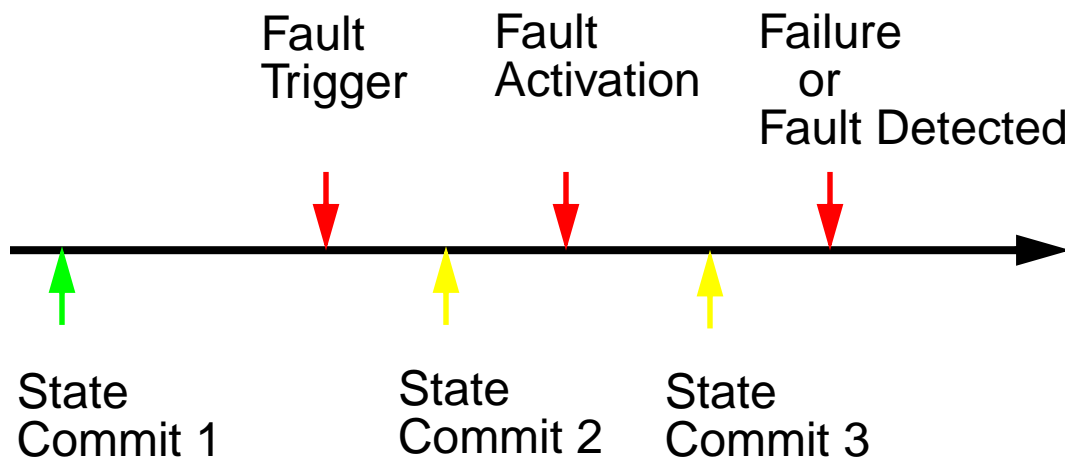 Fault
Trigger
Fault
Activation
Failure
or
Fault Detected
State
Commit 1
State
Commit 2
State
Commit 3